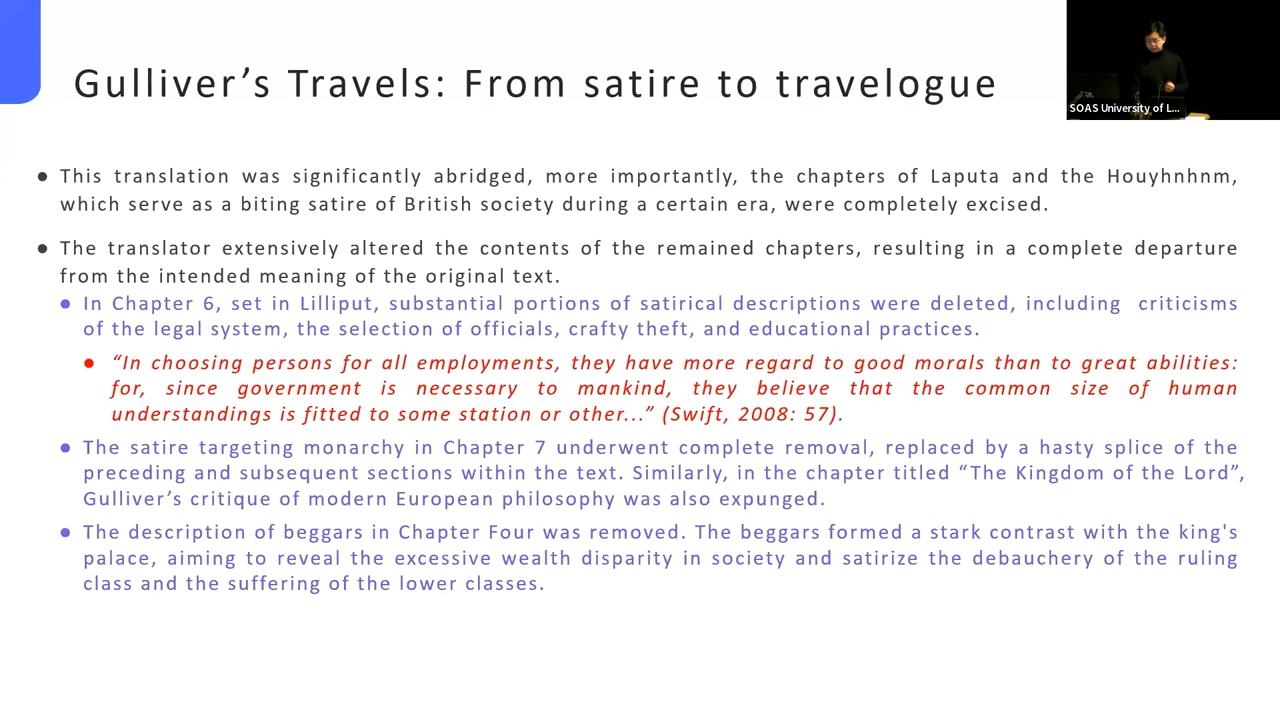 Gulliver’s Travels: From satire to travelogue
SOAS University of L...
● This translation was significantly abridged, more importantly, the chapters of Laputa and the Houyhnhnm,
which serve as a biting satire of British society during a certain era, were completely excised.
● The translator extensively altered the contents of the remained chapters, resulting in a complete departure
from the intended meaning of the original text.
● In Chapter 6, set in Lilliput, substantial portions of satirical descriptions were deleted, including criticisms
of the legal system, the selection of officials, crafty theft, and educational practices.
● “In choosing persons for all employments, they have more regard to good morals than to great abilities:
for, since government is necessary to mankind, they believe that the common size of human
understandings is fitted to some station or other...” (Swift, 2008: 57).
● The satire targeting monarchy in Chapter 7 underwent complete removal, replaced by a hasty splice of the
preceding and subsequent sections within the text. Similarly, in the chapter titled “The Kingdom of the Lord”,
Gulliver’s critique of modern European philosophy was also expunged.
● The description of beggars in Chapter Four was removed. The beggars formed a stark contrast with the king's
palace, aiming to reveal the excessive wealth disparity in society and satirize the debauchery of the ruling
class and the suffering of the lower classes.